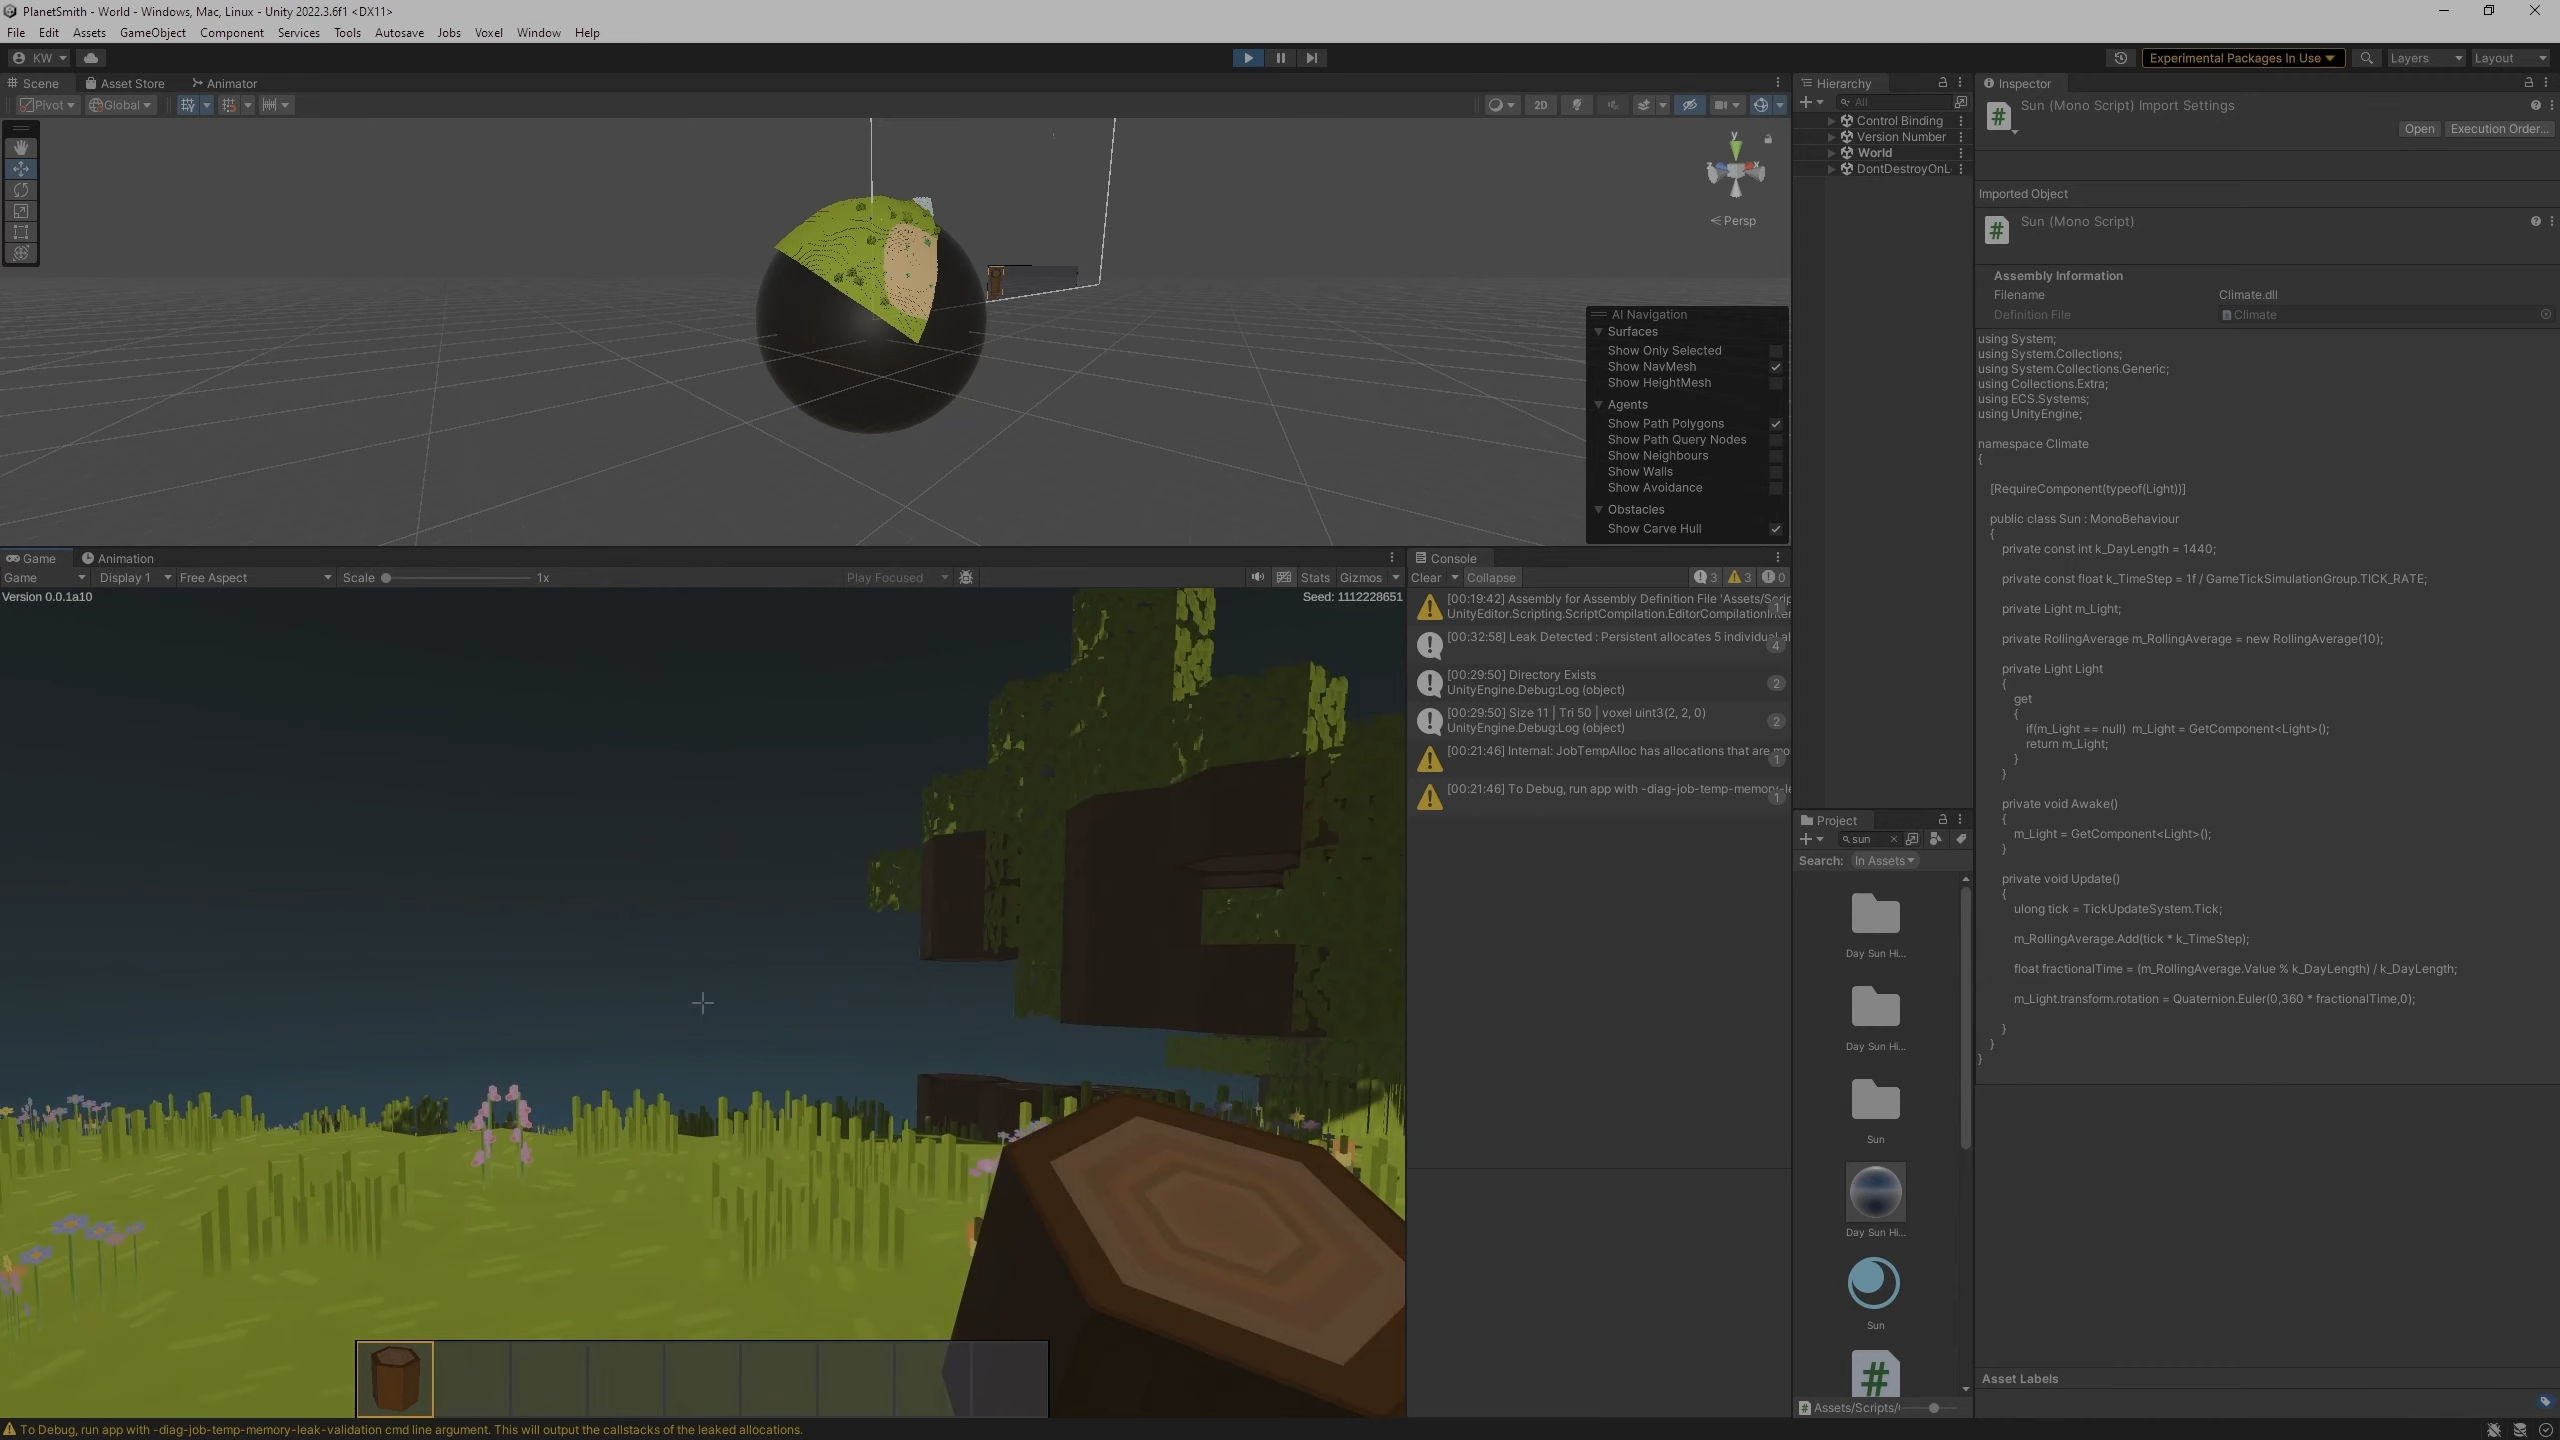 PlanetSmith - World - Windows, Mac, Linux - Unity 2022.3.6f1 <DX11>
File Edit Assets GameObject Component Services Tools Autosave Jobs Voxel Window Help
KW
Experimental Packages In Use
Layers
Layout
Scene
Asset Store
Animator
Pivot
Global
2D
y
z
x
Persp
AI Navigation
Surfaces
Show Only Selected
Show NavMesh
Show HeightMesh
Agents
Show Path Polygons
Show Path Query Nodes
Show Neighbours
Show Walls
Show Avoidance
Obstacles
Show Carve Hull
Game
Animation
Game
Display 1
Free Aspect
Scale
1x
Play Focused
Stats
Gizmos
Version 0.0.1a10
Seed: 1112228651
Console
Clear
Collapse
3
3
0
[00:19:42] Assembly for Assembly Definition File 'Assets/Scrip
UnityEditor.Scripting.ScriptCompilation.EditorCompilationInter
1
[00:32:58] Leak Detected : Persistent allocates 5 individual al
4
[00:29:50] Directory Exists
UnityEngine.Debug:Log (object)
2
[00:29:50] Size 11 | Tri 50 | voxel uint3(2, 2, 0)
UnityEngine.Debug:Log (object)
2
[00:21:46] Internal: JobTempAlloc has allocations that are mo
1
[00:21:46] To Debug, run app with -diag-job-temp-memory-le
1
Hierarchy
All
Control Binding
Version Number
World
DontDestroyOnL
Project
sun
Search:
In Assets
Day Sun Hi...
Day Sun Hi...
Sun
Day Sun Hi...
Sun
Assets/Scripts/
Inspector
Sun (Mono Script) Import Settings
Open
Execution Order...
Imported Object
Sun (Mono Script)
Assembly Information
Filename Climate.dll
Definition File Climate
using System;
using System.Collections;
using System.Collections.Generic;
using Collections.Extra;
using ECS.Systems;
using UnityEngine;
namespace Climate
{
[RequireComponent(typeof(Light))]
public class Sun : MonoBehaviour
{
private const int k_DayLength = 1440;
private const float k_TimeStep = 1f / GameTickSimulationGroup.TICK_RATE;
private Light m_Light;
private RollingAverage m_RollingAverage = new RollingAverage(10);
private Light Light
{
get
{
if(m_Light == null)  m_Light = GetComponent<Light>();
return m_Light;
}
}
private void Awake()
{
m_Light = GetComponent<Light>();
}
private void Update()
{
ulong tick = TickUpdateSystem.Tick;
m_RollingAverage.Add(tick * k_TimeStep);
float fractionalTime = (m_RollingAverage.Value % k_DayLength) / k_DayLength;
m_Light.transform.rotation = Quaternion.Euler(0,360 * fractionalTime,0);
}
}
}
Asset Labels
To Debug, run app with -diag-job-temp-memory-leak-validation cmd line argument. This will output the callstacks of the leaked allocations.